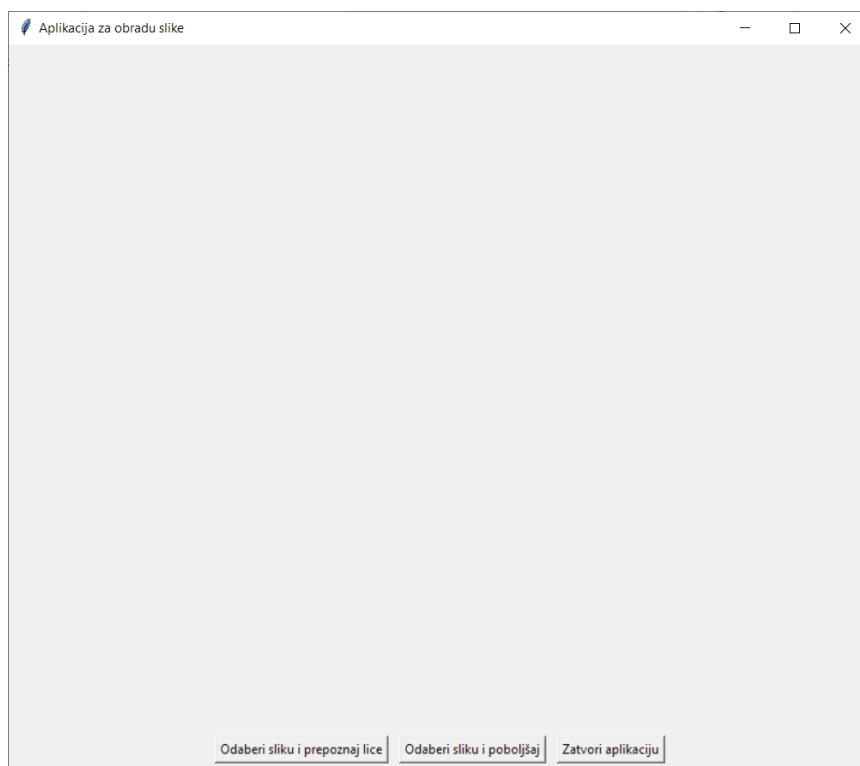 Aplikacija za obradu slike
Odaberi sliku i prepoznaj lice Odaberi sliku i poboljšaj Zatvori aplikaciju